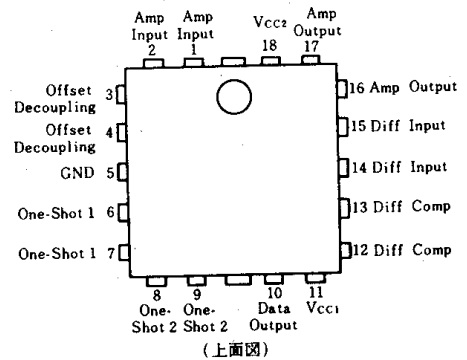 Amp Input 2
Amp Input 1
VCC2 18
Amp Output 17
Offset Decoupling 3
Offset Decoupling 4
GND 5
One-Shot 1 6
One-Shot 1 7
16 Amp Output
15 Diff Input
14 Diff Input
13 Diff Comp
12 Diff Comp
8 One-Shot 2
9 One-Shot 2
10 Data Output
11 VCC1
(上面図)